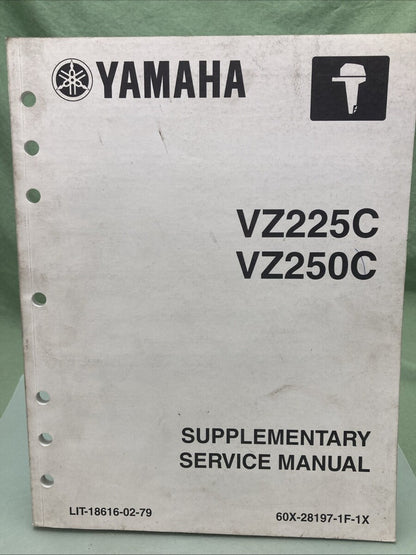 YAMAHA
VZ225C
VZ250C
SUPPLEMENTARY
SERVICE MANUAL
LIT-18616-02-79
60X-28197-1F-1X